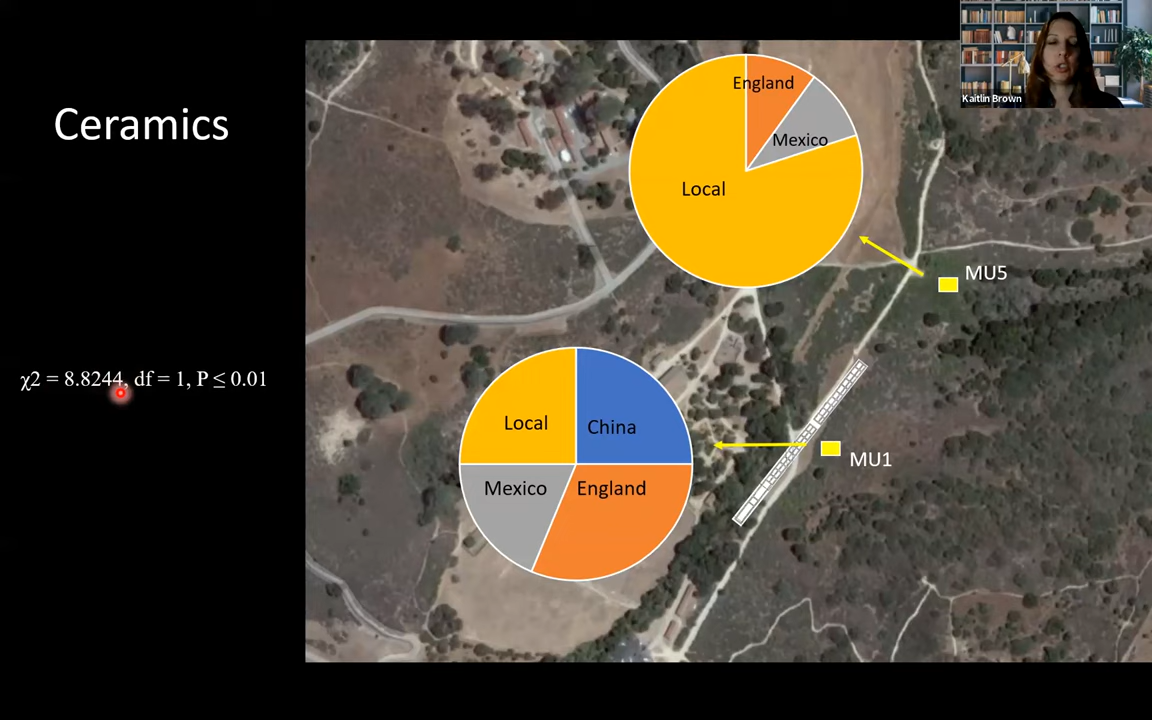 Ceramics
England
Mexico
Local
Kaitlin Brown
MU5
χ2 = 8.8244, df = 1, P ≤ 0.01
Local
China
Mexico
England
MU1